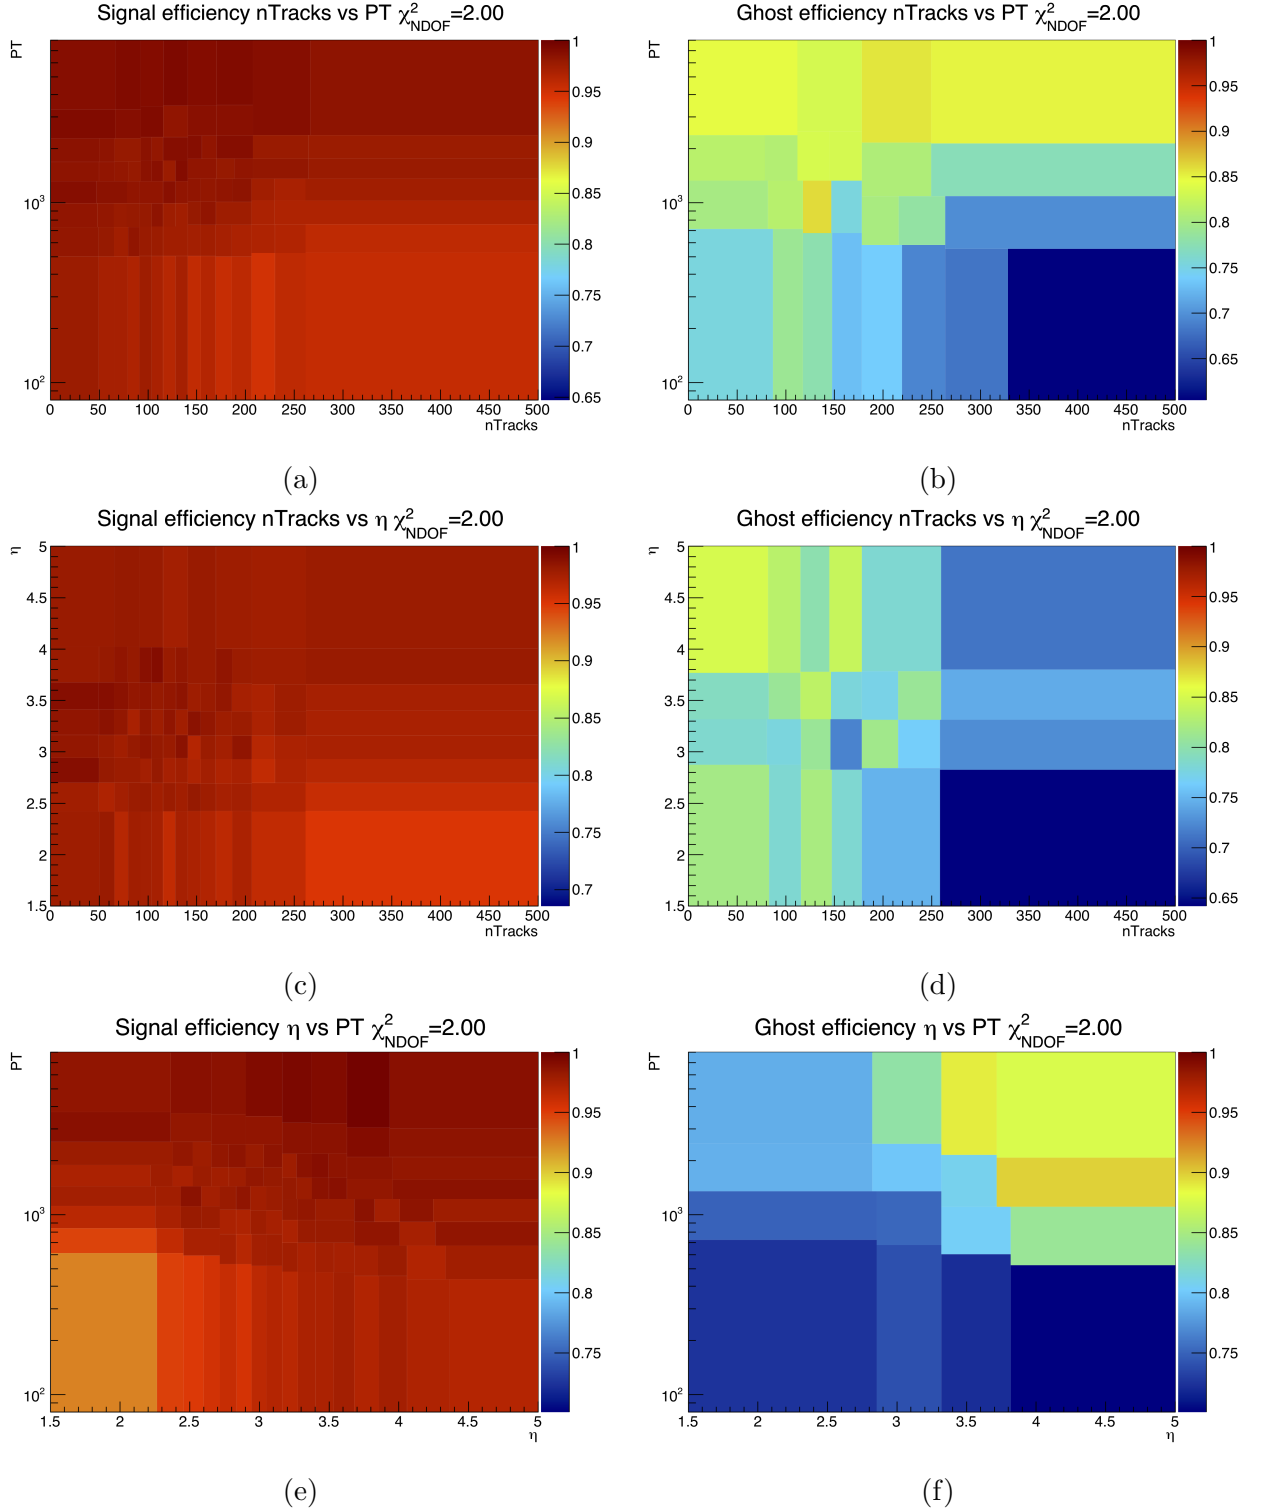 Signal efficiency nTracks vs PT χ²NDOF=2.00
PT
10³
10²
0 50 100 150 200 250 300 350 400 450 500
nTracks
1
0.95
0.9
0.85
0.8
0.75
0.7
0.65
(a)
Ghost efficiency nTracks vs PT χ²NDOF=2.00
PT
10³
10²
0 50 100 150 200 250 300 350 400 450 500
nTracks
1
0.95
0.9
0.85
0.8
0.75
0.7
0.65
(b)
Signal efficiency nTracks vs η χ²NDOF=2.00
η
5
4.5
4
3.5
3
2.5
2
1.5
0 50 100 150 200 250 300 350 400 450 500
nTracks
1
0.95
0.9
0.85
0.8
0.75
0.7
(c)
Ghost efficiency nTracks vs η χ²NDOF=2.00
η
5
4.5
4
3.5
3
2.5
2
1.5
0 50 100 150 200 250 300 350 400 450 500
nTracks
1
0.95
0.9
0.85
0.8
0.75
0.7
0.65
(d)
Signal efficiency η vs PT χ²NDOF=2.00
PT
10³
10²
1.5 2 2.5 3 3.5 4 4.5 5
η
1
0.95
0.9
0.85
0.8
0.75
(e)
Ghost efficiency η vs PT χ²NDOF=2.00
PT
10³
10²
1.5 2 2.5 3 3.5 4 4.5 5
η
1
0.95
0.9
0.85
0.8
0.75
(f)